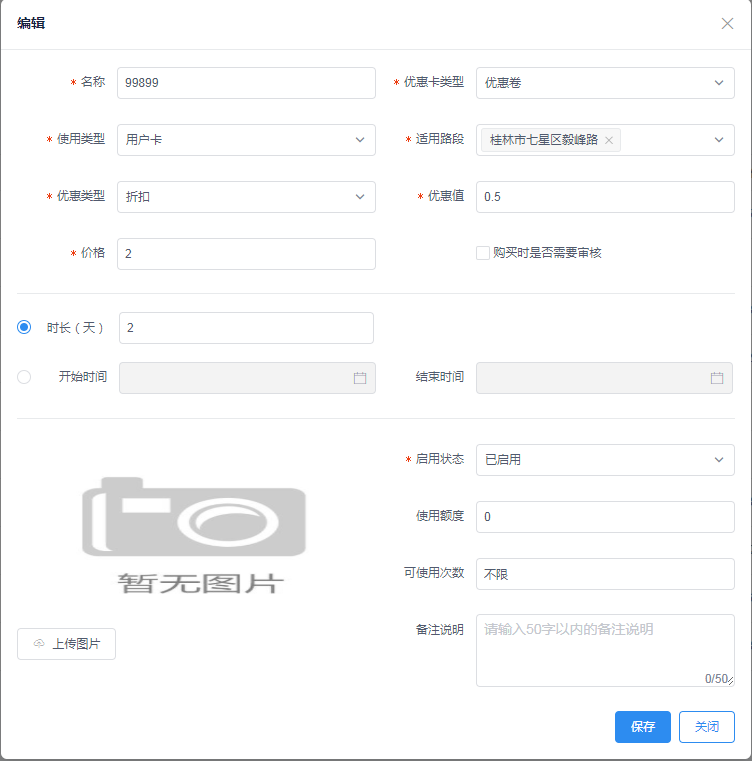 编辑
* 名称 99899 * 优惠卡类型 优惠卷
* 使用类型 用户卡 * 适用路段 桂林市七星区毅峰路
* 优惠类型 折扣 * 优惠值 0.5
* 价格 2 购买时是否需要审核
时长（天） 2
开始时间 结束时间
* 启用状态 已启用
使用额度 0
可使用次数 不限
暂无图片
备注说明 请输入50字以内的备注说明
上传图片
0/50
保存 关闭